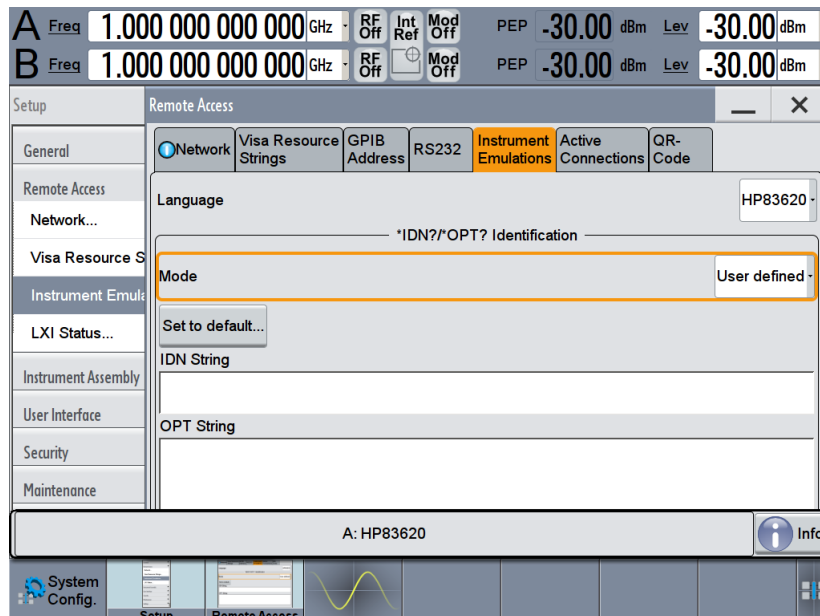 A Freq 1.000 000 000 000 GHz RF Off Int Ref Mod Off PEP -30.00 dBm Lev -30.00 dBm
B Freq 1.000 000 000 000 GHz RF Off Mod Off PEP -30.00 dBm Lev -30.00 dBm
Setup
Remote Access
General
Remote Access
Network...
Visa Resource S
Instrument Emula
LXI Status...
Instrument Assembly
User Interface
Security
Maintenance
Network
Visa Resource Strings
GPIB Address
RS232
Instrument Emulations
Active Connections
QR-Code
Language HP83620
*IDN?/*OPT? Identification
Mode User defined
Set to default...
IDN String
OPT String
A: HP83620
Info
System Config.
Setup
Remote Access